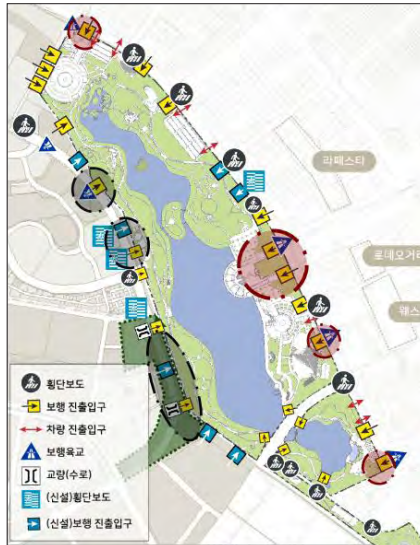 라페스타
로데오거리
웨스
횡단보도
보행 진출입구
차량 진출입구
보행육교
교량(수로)
(신설)횡단보도
(신설)보행 진출입구